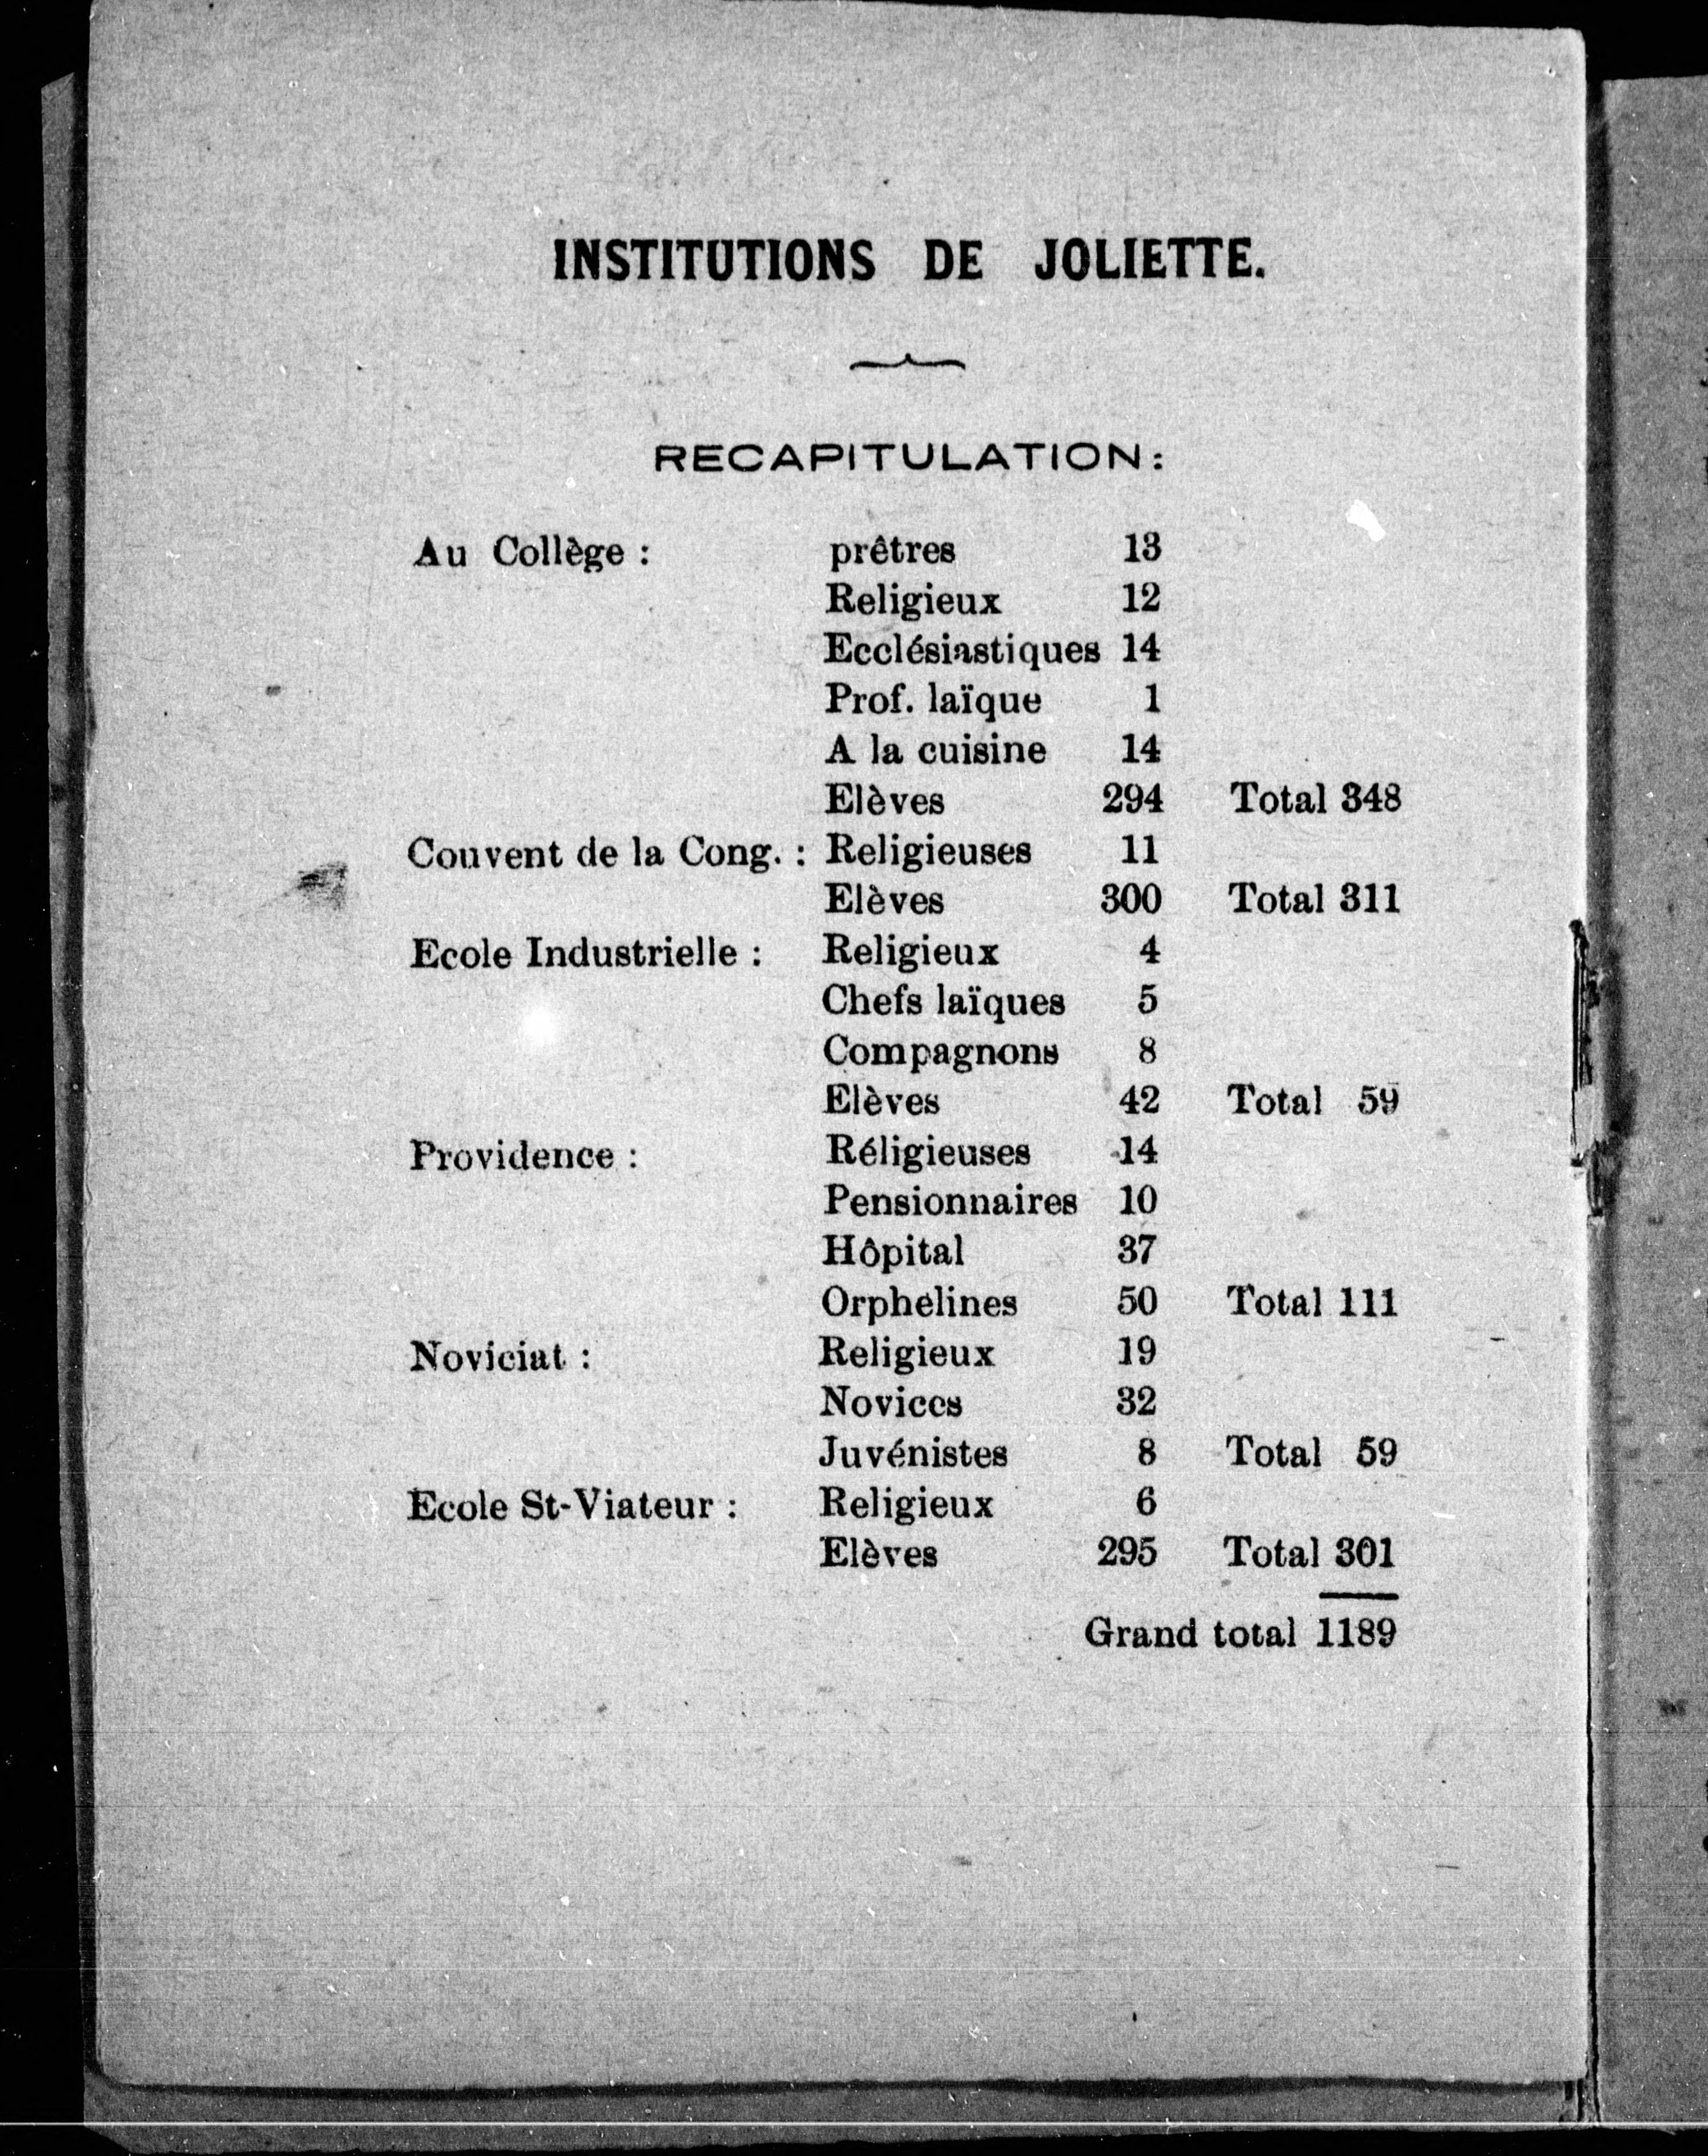 INSTITUTIONS DE JOLIETTE.
RECAPITULATION:
Au Collège : prêtres 13
Religieux 12
Ecclésiastiques 14
Prof. laïque 1
A la cuisine 14
Elèves 294 Total 348
Couvent de la Cong. : Religieuses 11
Elèves 300 Total 311
Ecole Industrielle : Religieux 4
Chefs laïques 5
Compagnons 8
Elèves 42 Total 59
Providence : Réligieuses 14
Pensionnaires 10
Hôpital 37
Orphelines 50 Total 111
Noviciat : Religieux 19
Novices 32
Juvénistes 8 Total 59
Ecole St-Viateur : Religieux 6
Elèves 295 Total 301
Grand total 1189